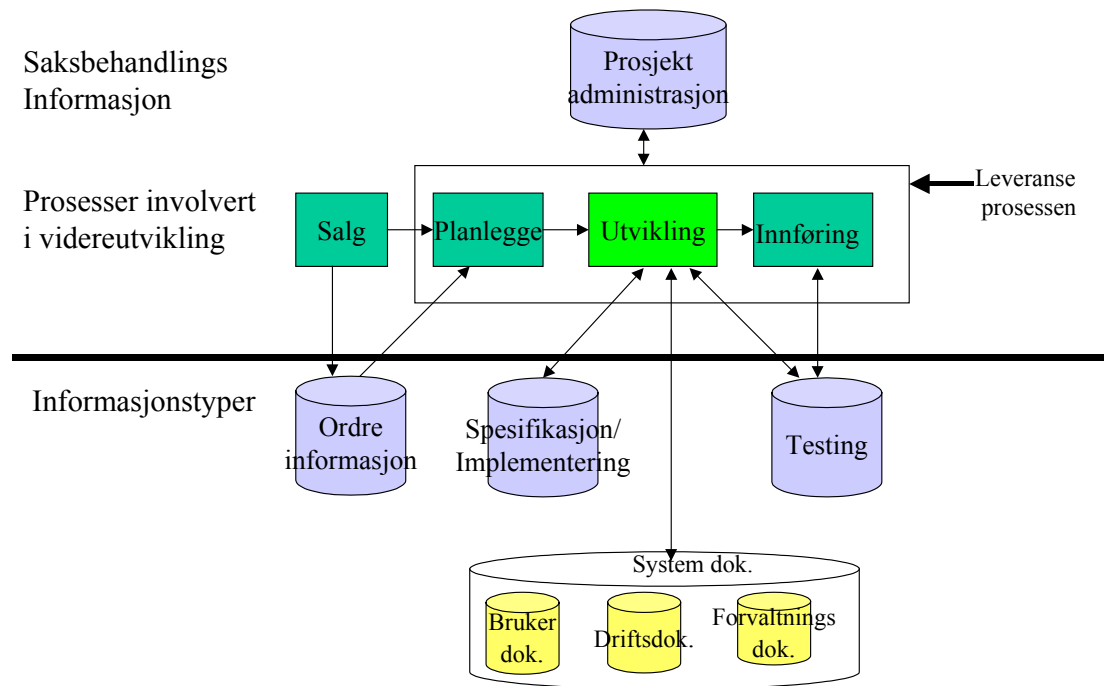 Saksbehandlings
Informasjon
Prosjekt
administrasjon
Leveranse
prosessen
Prosesser involvert
i videreutvikling
Salg
Planlegge
Utvikling
Innføring
Informasjonstyper
Ordre
informasjon
Spesifikasjon/
Implementering
Testing
System dok.
Bruker
dok.
Driftsdok.
Forvaltnings
dok.